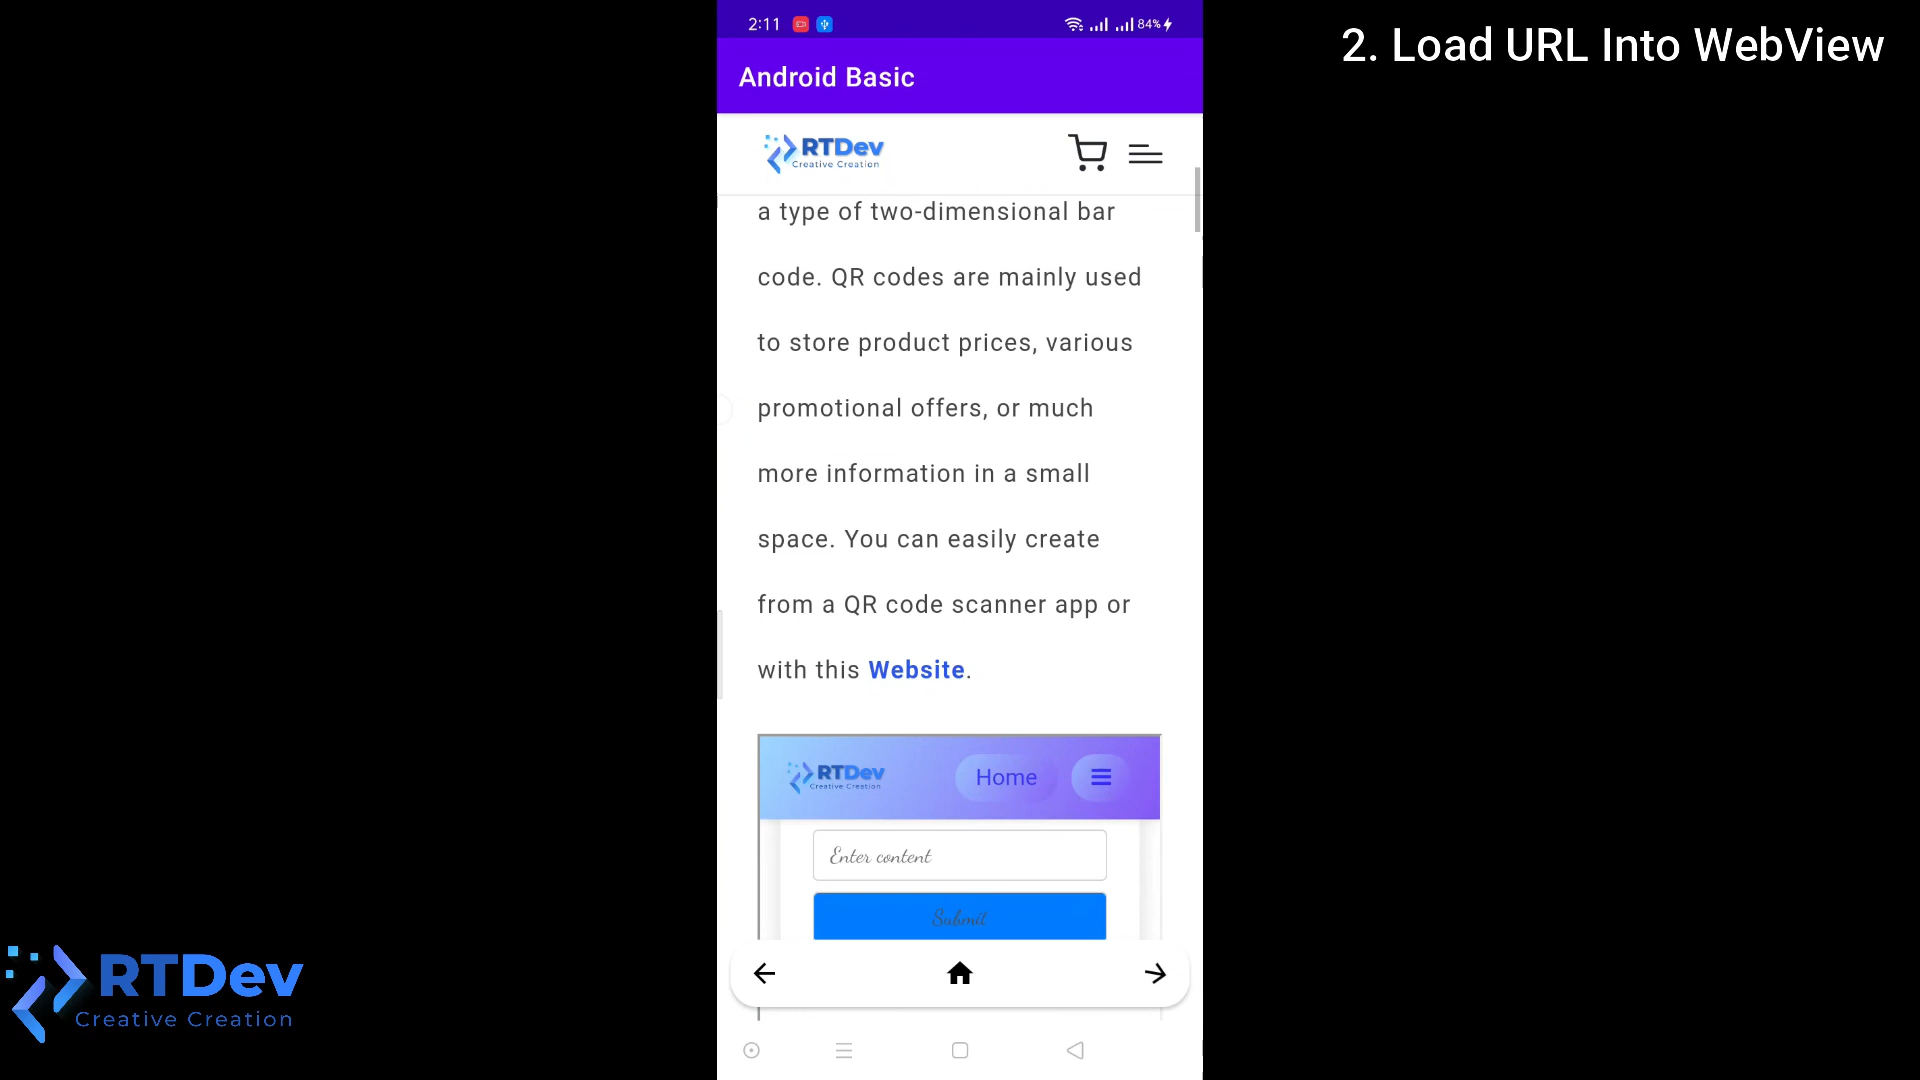 2:11
84%
2. Load URL Into WebView
Android Basic
RTDev
Creative Creation
a type of two-dimensional bar
code. QR codes are mainly used
to store product prices, various
promotional offers, or much
more information in a small
space. You can easily create
from a QR code scanner app or
with this Website.
RTDev
Creative Creation
Home
Enter content
Submit
RTDev
Creative Creation